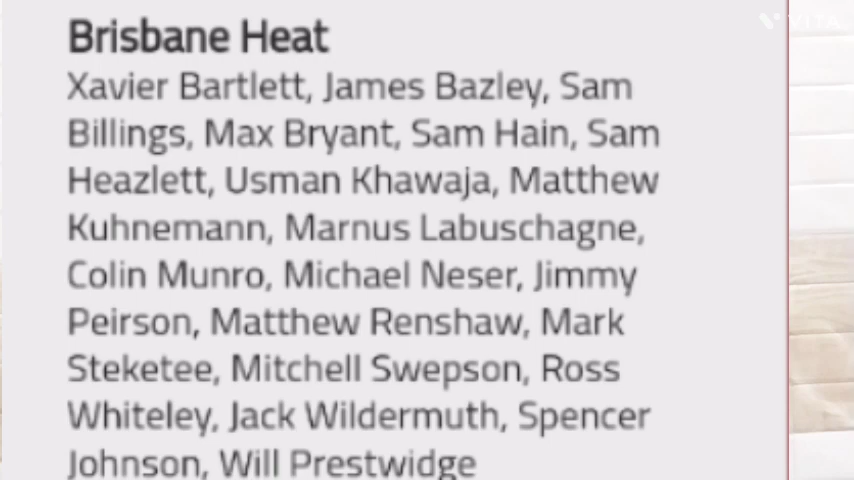 Brisbane Heat
VITA
Xavier Bartlett, James Bazley, Sam
Billings, Max Bryant, Sam Hain, Sam
Heazlett, Usman Khawaja, Matthew
Kuhnemann, Marnus Labuschagne,
Colin Munro, Michael Neser, Jimmy
Peirson, Matthew Renshaw, Mark
Steketee, Mitchell Swepson, Ross
Whiteley, Jack Wildermuth, Spencer
Johnson, Will Prestwidge